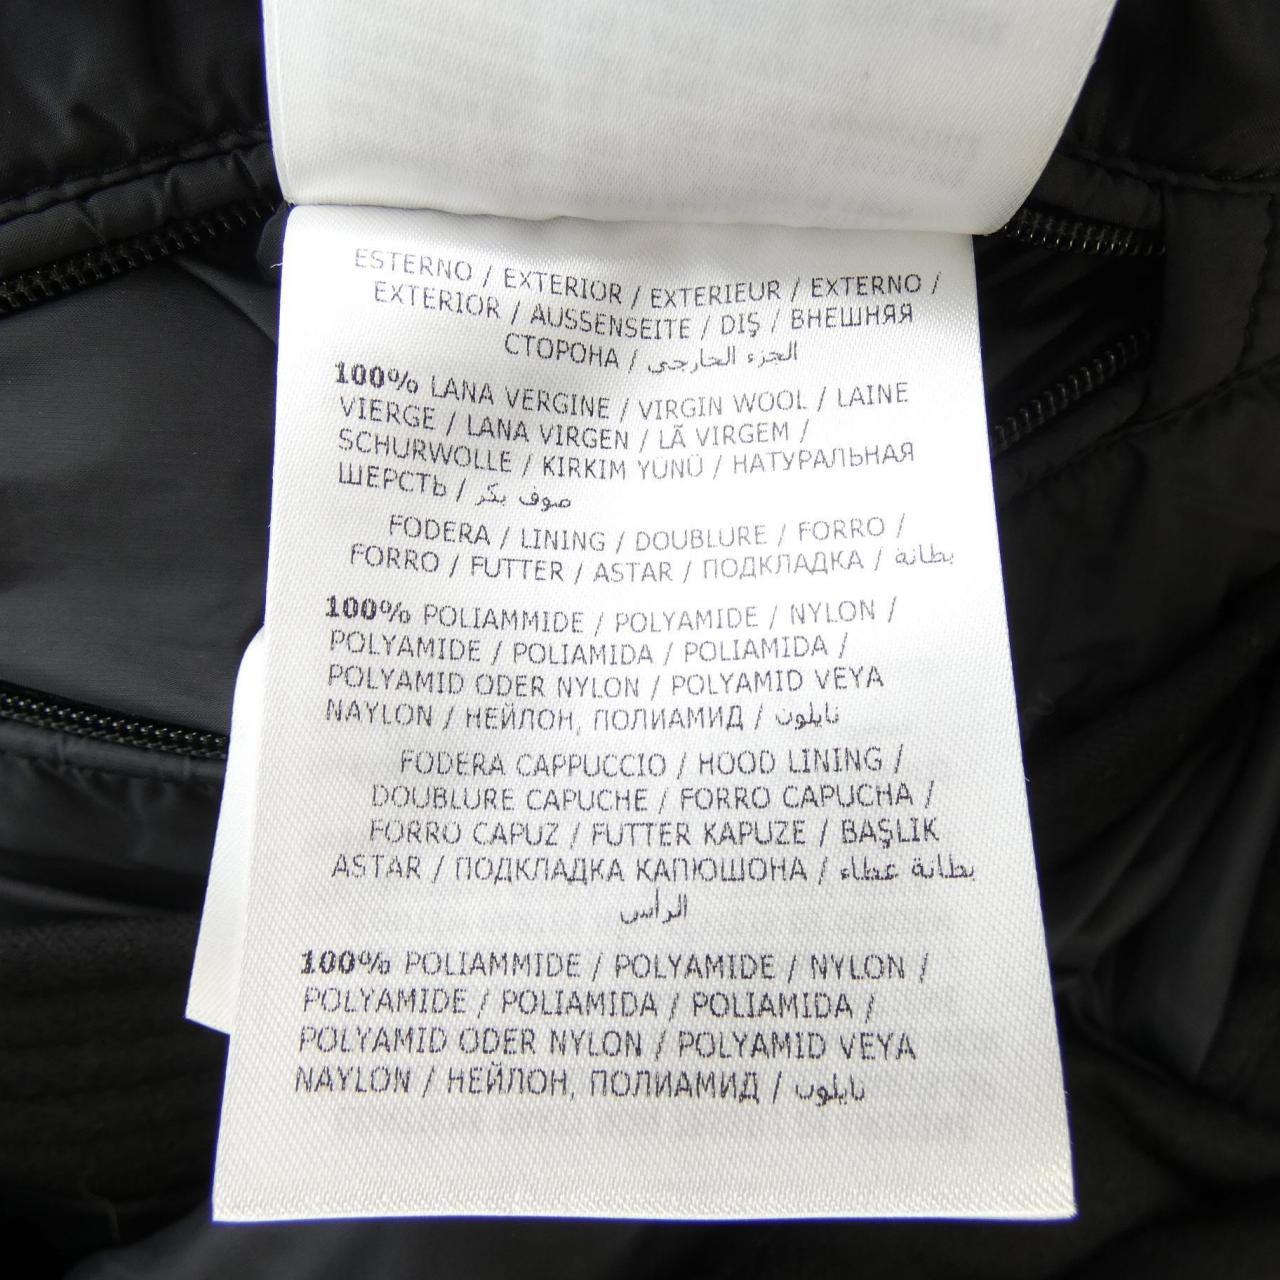 ESTERNO / EXTERIOR / EXTERIEUR / EXTERNO /
EXTERIOR / AUSSENSEITE / DIŞ / ВНЕШНЯЯ
СТОРОНА / الجزء الخارجي
100% LANA VERGINE / VIRGIN WOOL / LAINE
VIERGE / LANA VIRGEN / LÃ VIRGEM /
SCHURWOLLE / KIRKIM YÜNÜ / НАТУРАЛЬНАЯ
ШЕРСТЬ / صوف بكر
FODERA / LINING / DOUBLURE / FORRO /
FORRO / FUTTER / ASTAR / ПОДКЛАДКА / بطانة
100% POLIAMMIDE / POLYAMIDE / NYLON /
POLYAMIDE / POLIAMIDA / POLIAMIDA /
POLYAMID ODER NYLON / POLYAMID VEYA
NAYLON / НЕЙЛОН, ПОЛИАМИД / نايلون
FODERA CAPPUCCIO / HOOD LINING /
DOUBLURE CAPUCHE / FORRO CAPUCHA /
FORRO CAPUZ / FUTTER KAPUZE / BAŞLIK
ASTAR / ПОДКЛАДКА КАПЮШОНА / بطانة غطاء
الرأس
100% POLIAMMIDE / POLYAMIDE / NYLON /
POLYAMIDE / POLIAMIDA / POLIAMIDA /
POLYAMID ODER NYLON / POLYAMID VEYA
NAYLON / НЕЙЛОН, ПОЛИАМИД / نايلون